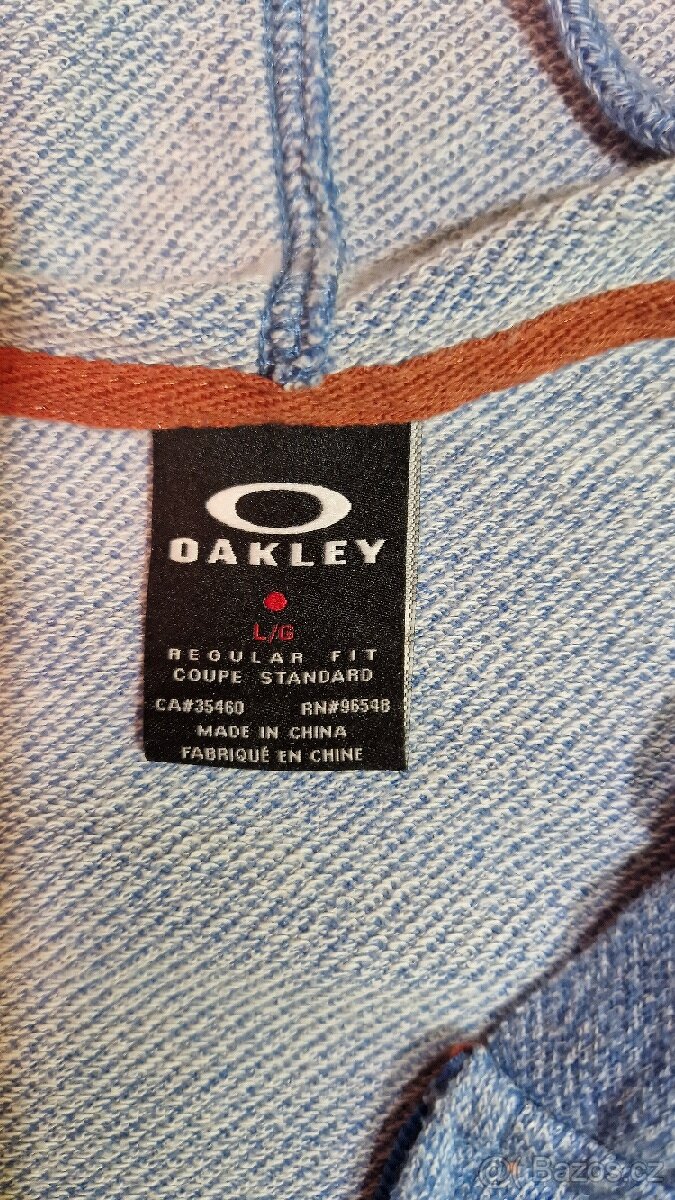 OAKLEY
L/G
REGULAR FIT
COUPE STANDARD
CA#35460 RN#96548
MADE IN CHINA
FABRIQUÉ EN CHINE
Bazos.cz